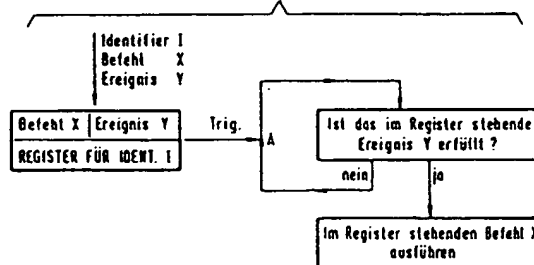 Identifier I
Befehl X
Ereignis Y
Befehl X Ereignis Y
REGISTER FÜR IDENT. I
Trig.
A
Ist das im Register stehende
Ereignis Y erfüllt ?
nein
ja
Im Register stehenden Befehl X
ausführen